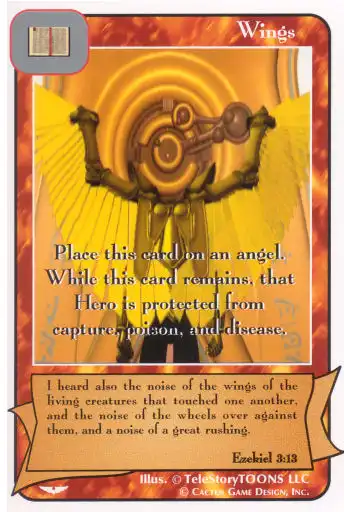 Wings
Place this card on an angel.
While this card remains, that
Hero is protected from
capture, poison, and disease.
I heard also the noise of the wings of the
living creatures that touched one another,
and the noise of the wheels over against
them, and a noise of a great rushing.
Ezekiel 3:13
Illus. © TeleStoryTOONS LLC
© Cactus Game Design, Inc.